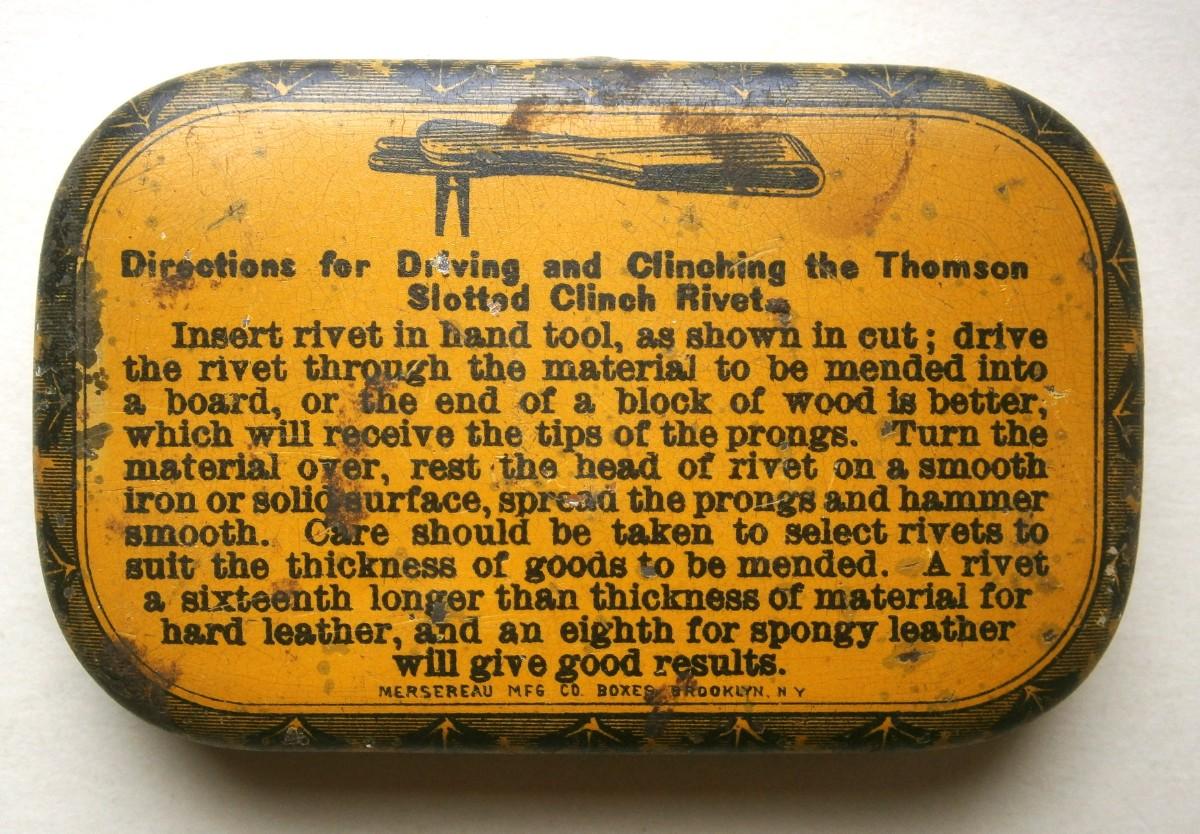 Directions for Driving and Clinching the Thomson
Slotted Clinch Rivet.
Insert rivet in hand tool, as shown in cut; drive
the rivet through the material to be mended into
a board, or the end of a block of wood is better,
which will receive the tips of the prongs. Turn the
material over, rest the head of rivet on a smooth
iron or solid surface, spread the prongs and hammer
smooth. Care should be taken to select rivets to
suit the thickness of goods to be mended. A rivet
a sixteenth longer than thickness of material for
hard leather, and an eighth for spongy leather
will give good results.
MERSEREAU MFG CO. BOXES, BROOKLYN, N Y